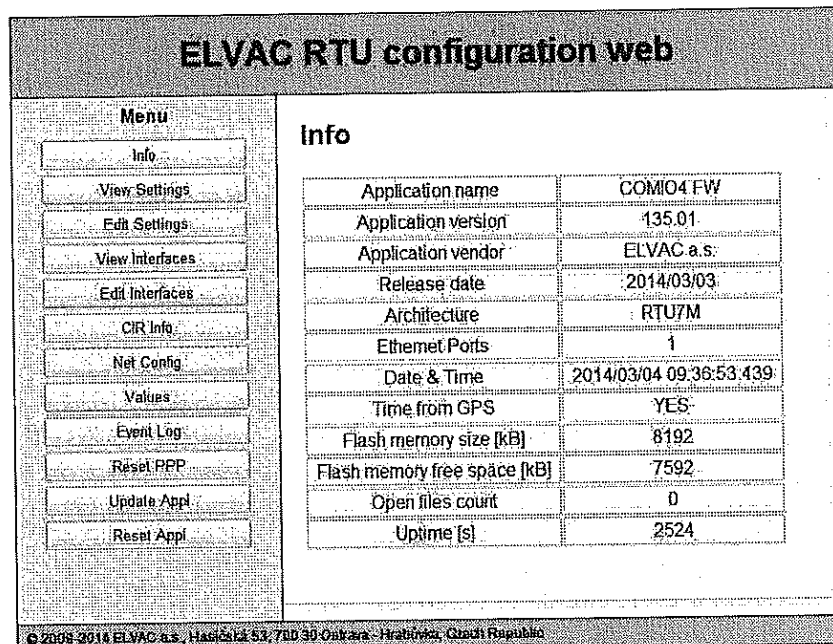 ELVAC RTU configuration web
Menu
Info
View Settings
Edit Settings
View Interfaces
Edit Interfaces
CIR Info
Net Config
Values
Event Log
Reset PPP
Update Appl
Reset Appl
Info
Application name COMIO4 FW
Application version 135.01
Application vendor ELVAC a.s.
Release date 2014/03/03
Architecture RTU7M
Ethernet Ports 1
Date & Time 2014/03/04 09:36:53.439
Time from GPS YES
Flash memory size [kB] 8192
Flash memory free space [kB] 7592
Open files count 0
Uptime [s] 2524
© 2008-2014 ELVAC a.s., Hasičská 53, 700 30 Ostrava - Hrabůvka, Czech Republic